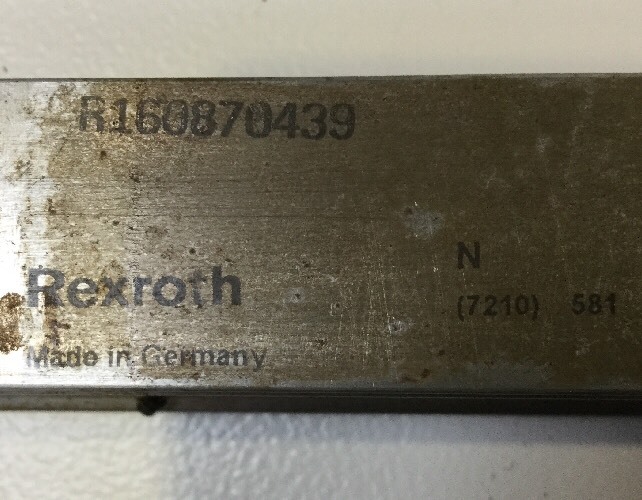 R160870439
N
Rexroth
(7210) 581
Made in Germany